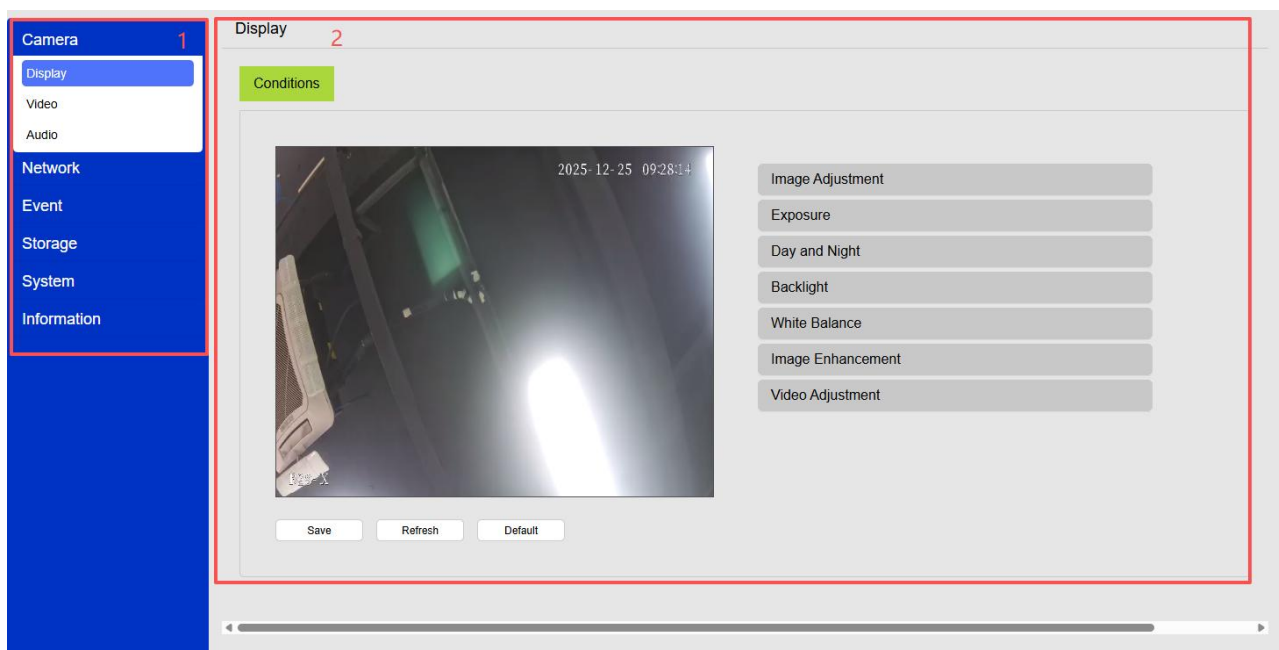 Camera
1
Display
Video
Audio
Network
Event
Storage
System
Information
Display
2
Conditions
2025-12-25 09:28:14
Image Adjustment
Exposure
Day and Night
Backlight
White Balance
Image Enhancement
Video Adjustment
Save
Refresh
Default